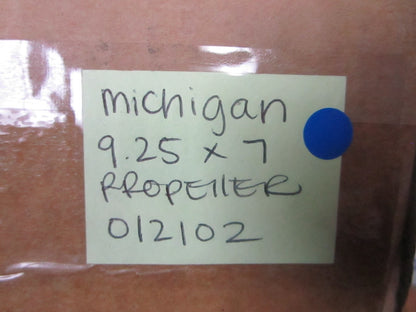 michigan
9.25 x 7
PROPEllER
012102